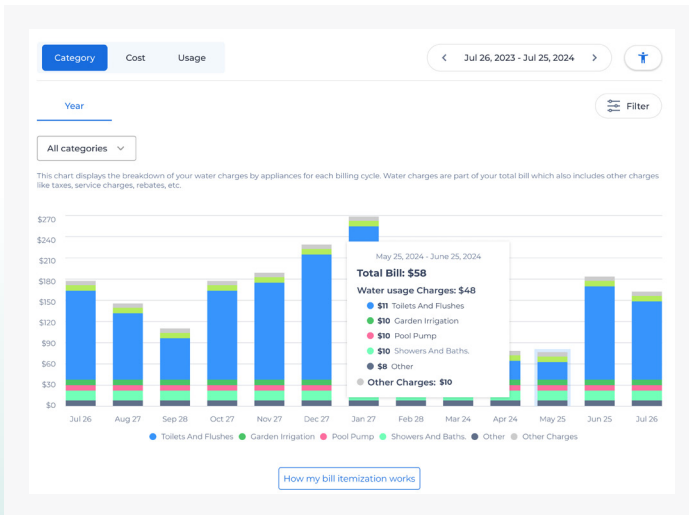 Category Cost Usage
Jul 26, 2023 - Jul 25, 2024
Year
Filter
All categories
This chart displays the breakdown of your water charges by appliances for each billing cycle. Water charges are part of your total bill which also includes other charges
like taxes, service charges, rebates, etc.
$270
$240
$210
$180
$150
$120
$90
$60
$30
$0
May 25, 2024 - June 25, 2024
Total Bill: $58
Water usage Charges: $48
$11 Toilets And Flushes
$10 Garden Irrigation
$10 Pool Pump
$10 Showers And Baths.
$8 Other
Other Charges: $10
Jul 26 Aug 27 Sep 28 Oct 27 Nov 27 Dec 27 Jan 27 Feb 28 Mar 24 Apr 24 May 25 Jun 25 Jul 26
Toilets And Flushes Garden Irrigation Pool Pump Showers And Baths. Other Other Charges
How my bill itemization works